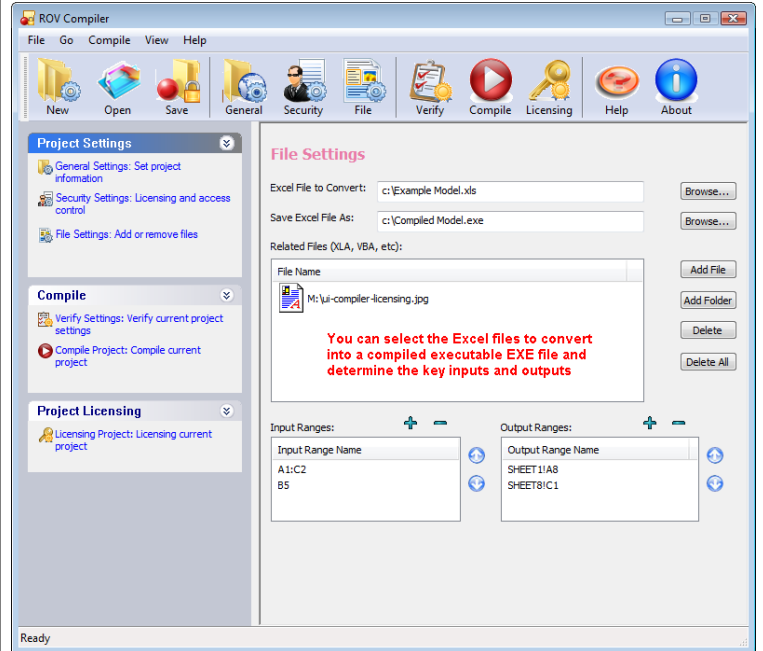 ROV Compiler
File Go Compile View Help
New Open Save General Security File Verify Compile Licensing Help About
Project Settings
General Settings: Set project
information
Security Settings: Licensing and access
control
File Settings: Add or remove files
Compile
Verify Settings: Verify current project
settings
Compile Project: Compile current
project
Project Licensing
Licensing Project: Licensing current
project
File Settings
Excel File to Convert: c:\Example Model.xls Browse...
Save Excel File As: c:\Compiled Model.exe Browse...
Related Files (XLA, VBA, etc):
File Name
M:\ui-compiler-licensing.jpg
Add File
Add Folder
Delete
Delete All
You can select the Excel files to convert
into a compiled executable EXE file and
determine the key inputs and outputs
Input Ranges:
Input Range Name
A1:C2
B5
Output Ranges:
Output Range Name
SHEET1!A8
SHEET8!C1
Ready